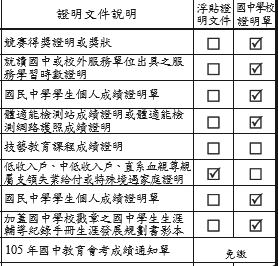 證明文件說明
浮貼證
明文件
國中學校
證明單
競賽得獎證明或獎狀
就讀國中或校外服務單位出具之服
務學習時數證明
國民中學學生個人成績證明單
體適能檢測站成績證明或體適能檢
測網路護照成績證明
技藝教育課程成績證明
低收入戶、中低收入戶、直系血親尊親
屬支領失業給付或特殊境遇家庭證明
國民中學學生個人成績證明單
加蓋國中學校戳章之國中學生生涯
輔導紀錄手冊生涯發展規劃書影本
105 年國中教育會考成績通知單
免繳